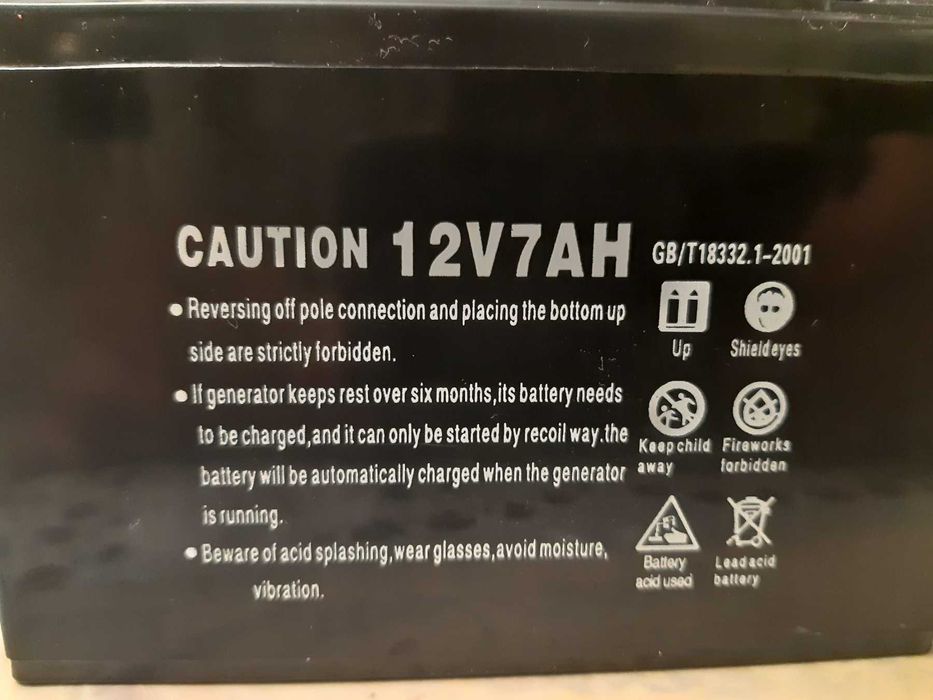 CAUTION 12V7AH GB/T18332.1-2001
● Reversing off pole connection and placing the bottom up
side are strictly forbidden.
● If generator keeps rest over six months,its battery needs
to be charged,and it can only be started by recoil way.the
battery will be automatically charged when the generator
is running.
● Beware of acid splashing,wear glasses,avoid moisture,
vibration.
Up
Shield eyes
Keep child
away
Fireworks
forbidden
Battery
acid used
Lead acid
battery